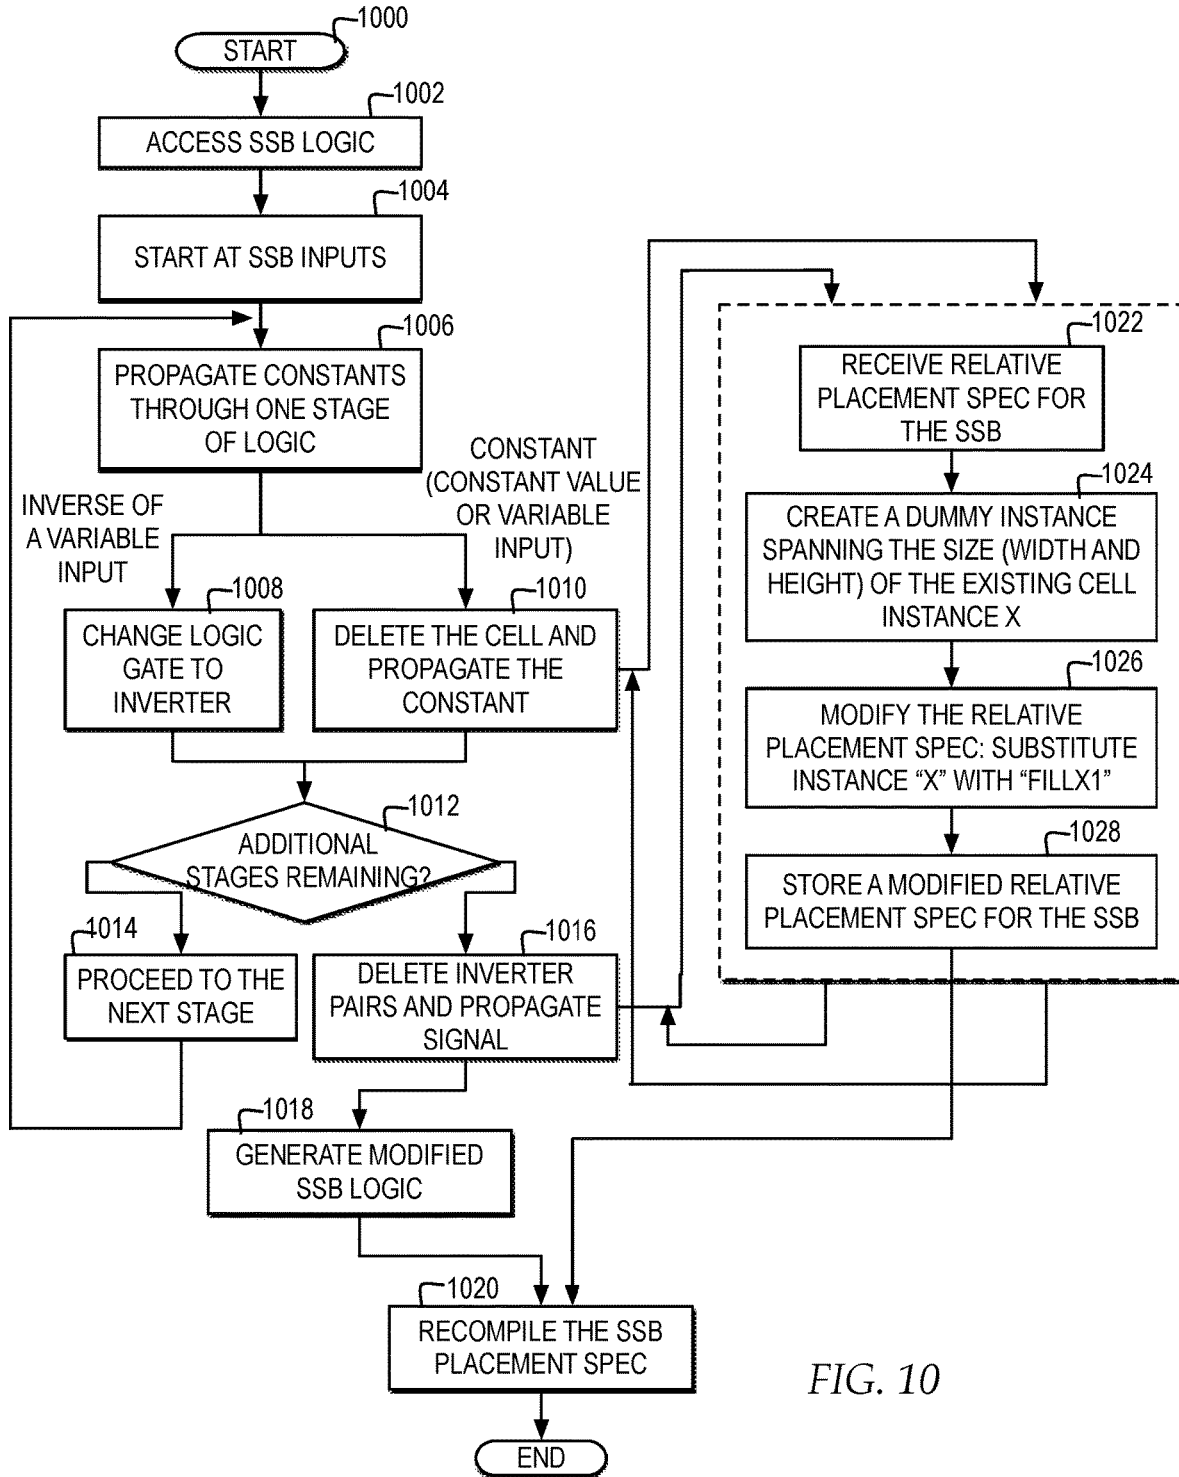 1000
START
1002
ACCESS SSB LOGIC
1004
START AT SSB INPUTS
1006
PROPAGATE CONSTANTS
THROUGH ONE STAGE
OF LOGIC
INVERSE OF
A VARIABLE
INPUT
CONSTANT
(CONSTANT VALUE
OR VARIABLE
INPUT)
1008
CHANGE LOGIC
GATE TO
INVERTER
1010
DELETE THE CELL AND
PROPAGATE THE
CONSTANT
1012
ADDITIONAL
STAGES REMAINING?
1014
PROCEED TO THE
NEXT STAGE
1016
DELETE INVERTER
PAIRS AND PROPAGATE
SIGNAL
1018
GENERATE MODIFIED
SSB LOGIC
1020
RECOMPILE THE SSB
PLACEMENT SPEC
END
1022
RECEIVE RELATIVE
PLACEMENT SPEC FOR
THE SSB
1024
CREATE A DUMMY INSTANCE
SPANNING THE SIZE (WIDTH AND
HEIGHT) OF THE EXISTING CELL
INSTANCE X
1026
MODIFY THE RELATIVE
PLACEMENT SPEC: SUBSTITUTE
INSTANCE “X” WITH “FILLX1”
1028
STORE A MODIFIED RELATIVE
PLACEMENT SPEC FOR THE SSB
FIG. 10